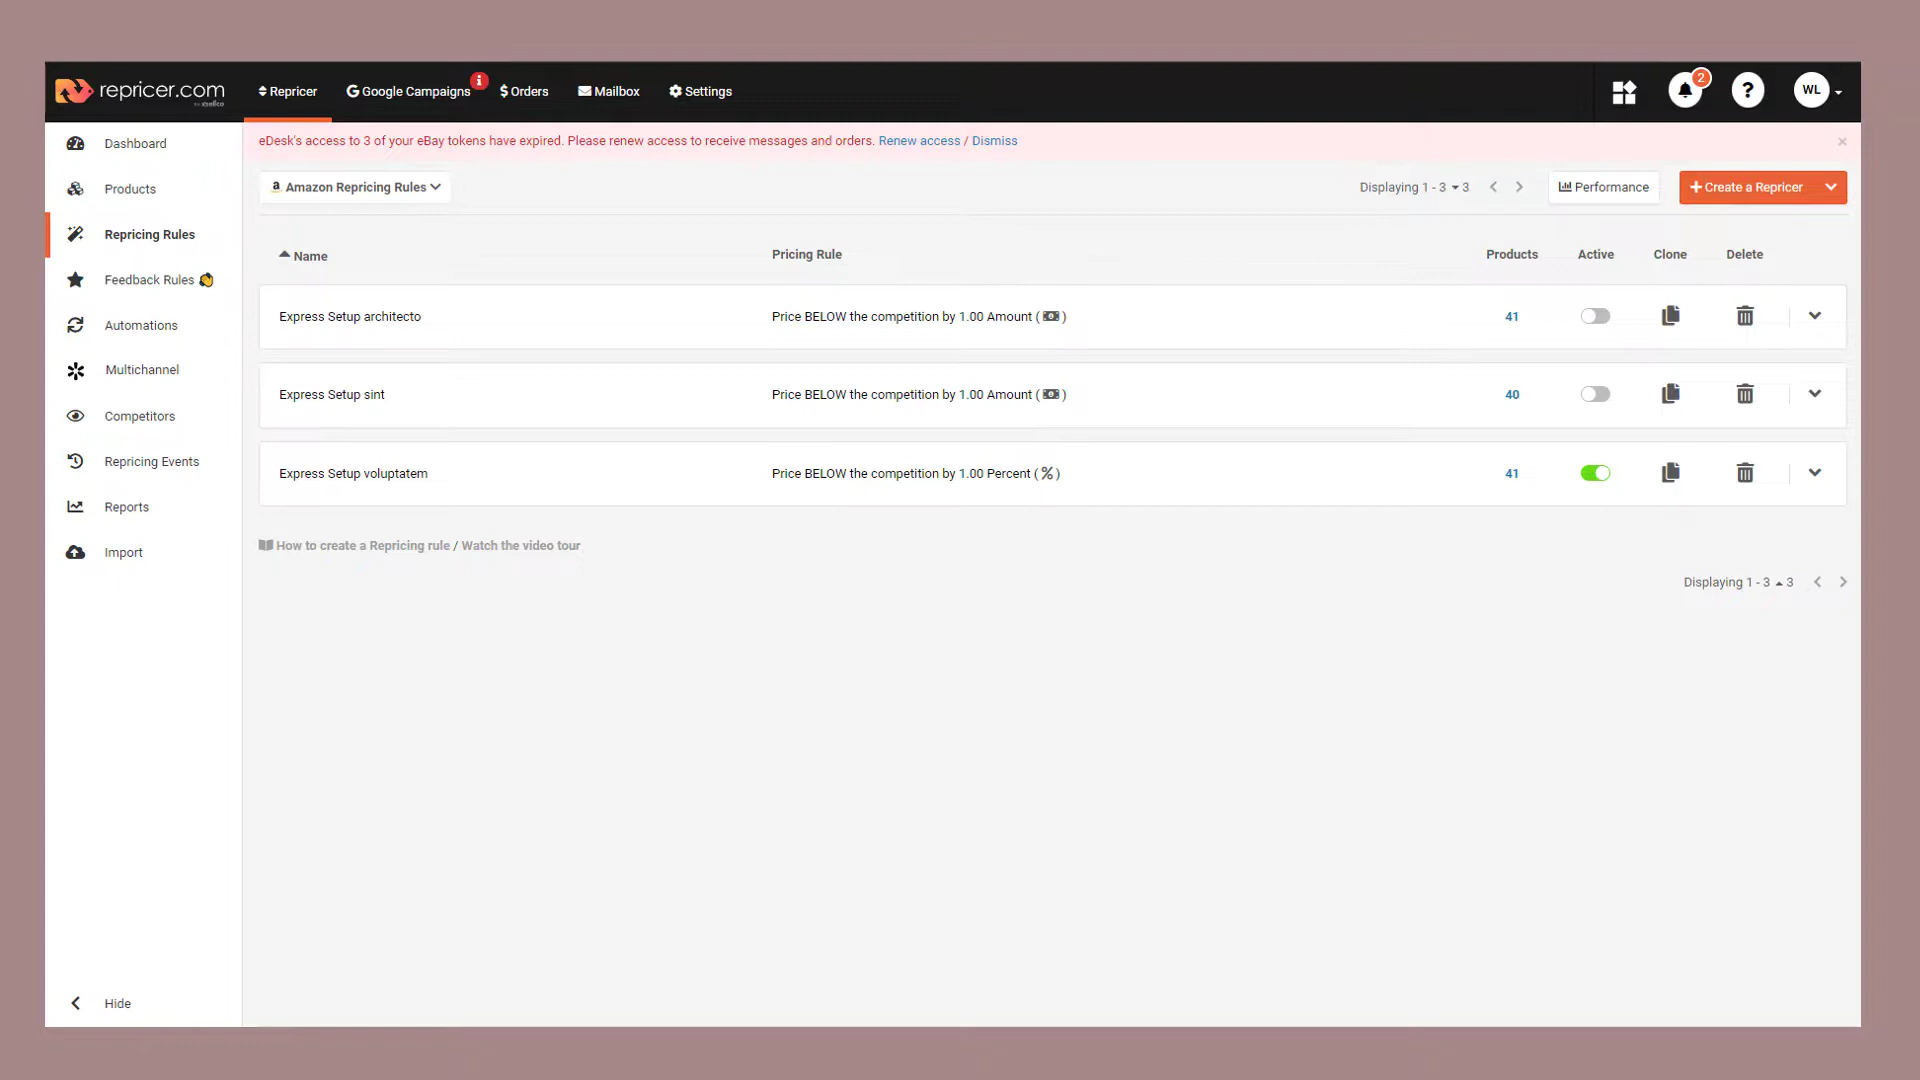 repricer.com
Repricer
Google Campaigns
$ Orders
Mailbox
Settings
2
?
WL
Dashboard
Products
Repricing Rules
Feedback Rules
Automations
Multichannel
Competitors
Repricing Events
Reports
Import
Hide
eDesk's access to 3 of your eBay tokens have expired. Please renew access to receive messages and orders. Renew access / Dismiss
×
a Amazon Repricing Rules
Displaying 1 - 3 3
Performance
+ Create a Repricer
Name
Pricing Rule
Products
Active
Clone
Delete
Express Setup architecto
Price BELOW the competition by 1.00 Amount ( )
41
Express Setup sint
Price BELOW the competition by 1.00 Amount ( )
40
Express Setup voluptatem
Price BELOW the competition by 1.00 Percent ( % )
41
How to create a Repricing rule / Watch the video tour
Displaying 1 - 3 3